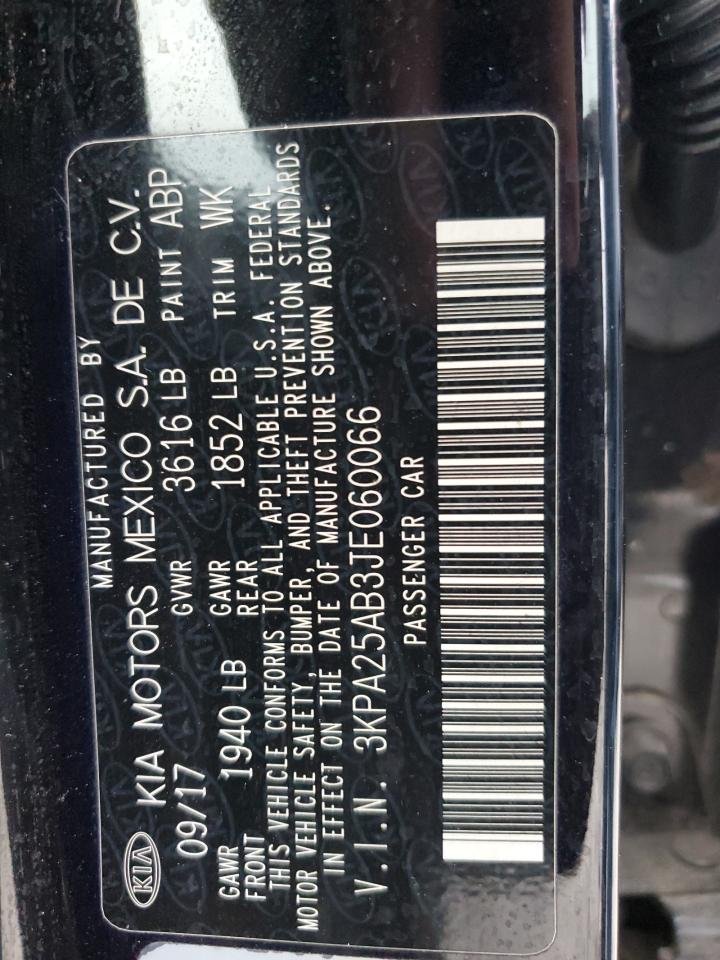 MANUFACTURED BY
KIA KIA MOTORS MEXICO S.A. DE C.V.
09/17 GVWR 3616 LB PAINT ABP
GAWR FRONT 1940 LB GAWR REAR 1852 LB TRIM WK
THIS VEHICLE CONFORMS TO ALL APPLICABLE U.S.A. FEDERAL
MOTOR VEHICLE SAFETY, BUMPER, AND THEFT PREVENTION STANDARDS
IN EFFECT ON THE DATE OF MANUFACTURE SHOWN ABOVE.
V.I.N. 3KPA25AB3JE060066
PASSENGER CAR